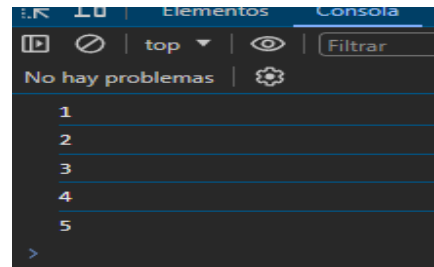 Elementos Consola
top Filtrar
No hay problemas
1
2
3
4
5
>